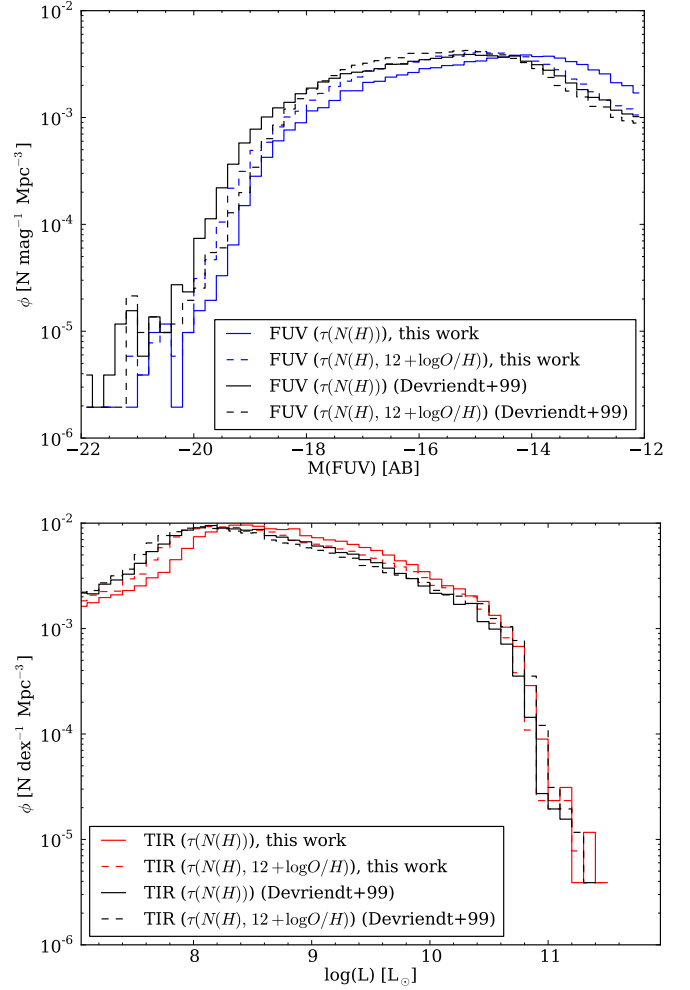 10⁻²
10⁻³
10⁻⁴
10⁻⁵
10⁻⁶
ϕ [N mag⁻¹ Mpc⁻³]
FUV (τ(N(H))), this work
FUV (τ(N(H), 12+logO/H)), this work
FUV (τ(N(H))) (Devriendt+99)
FUV (τ(N(H), 12+logO/H)) (Devriendt+99)
−22 −20 −18 −16 −14 −12
M(FUV) [AB]
10⁻²
10⁻³
10⁻⁴
10⁻⁵
10⁻⁶
ϕ [N dex⁻¹ Mpc⁻³]
TIR (τ(N(H))), this work
TIR (τ(N(H), 12+logO/H)), this work
TIR (τ(N(H))) (Devriendt+99)
TIR (τ(N(H), 12+logO/H)) (Devriendt+99)
8 9 10 11
log(L) [L⊙]